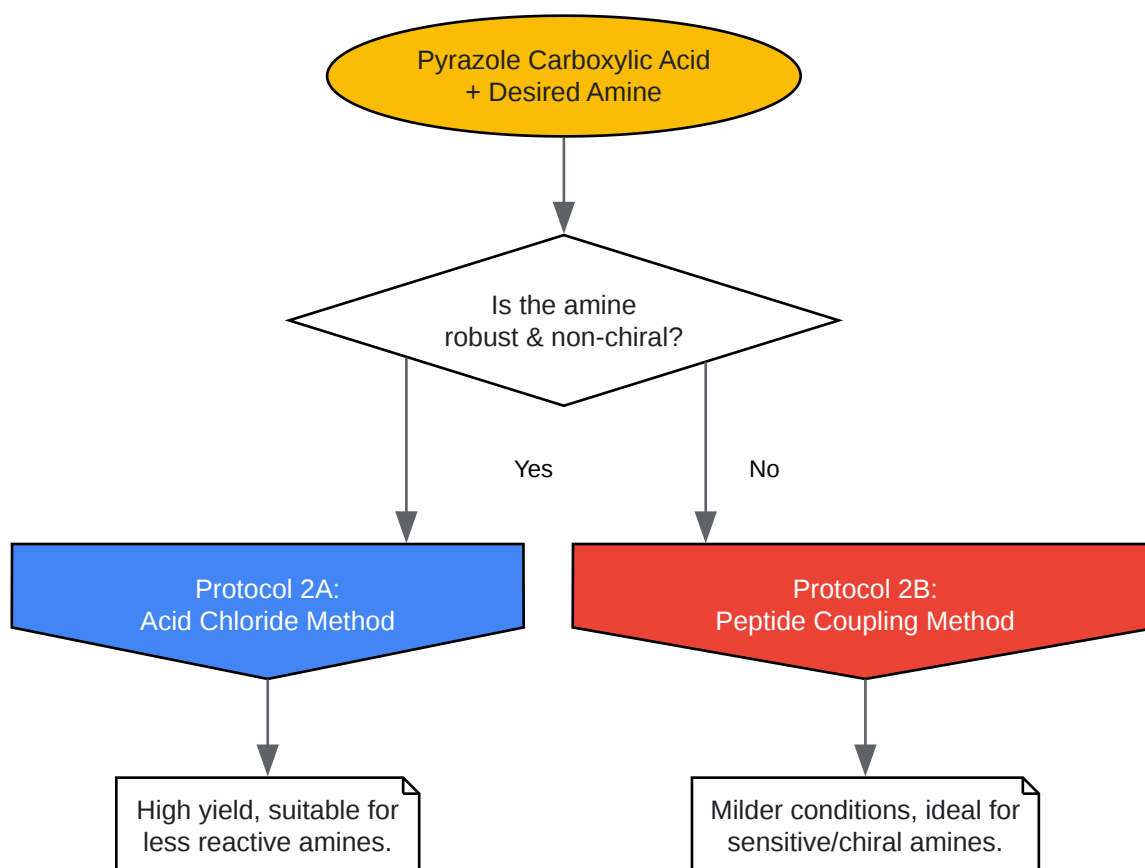 Pyrazole Carboxylic Acid
+ Desired Amine
Is the amine
robust & non-chiral?
Yes
No
Protocol 2A:
Acid Chloride Method
Protocol 2B:
Peptide Coupling Method
High yield, suitable for
less reactive amines.
Milder conditions, ideal for
sensitive/chiral amines.